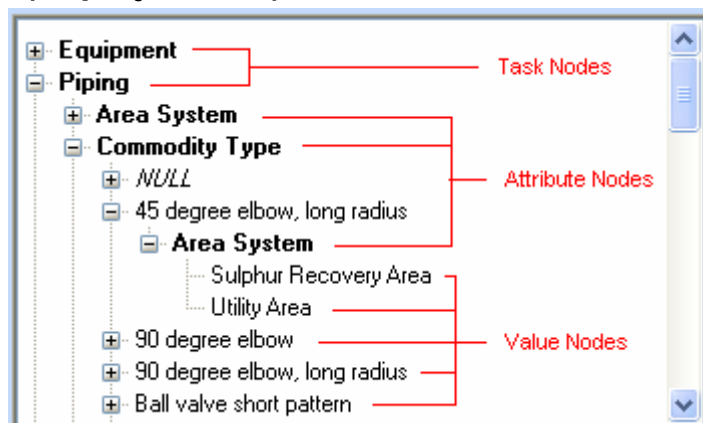 Equipment
Task Nodes
Piping
Area System
Commodity Type
NULL
Attribute Nodes
45 degree elbow, long radius
Area System
Sulphur Recovery Area
Utility Area
90 degree elbow
Value Nodes
90 degree elbow, long radius
Ball valve short pattern